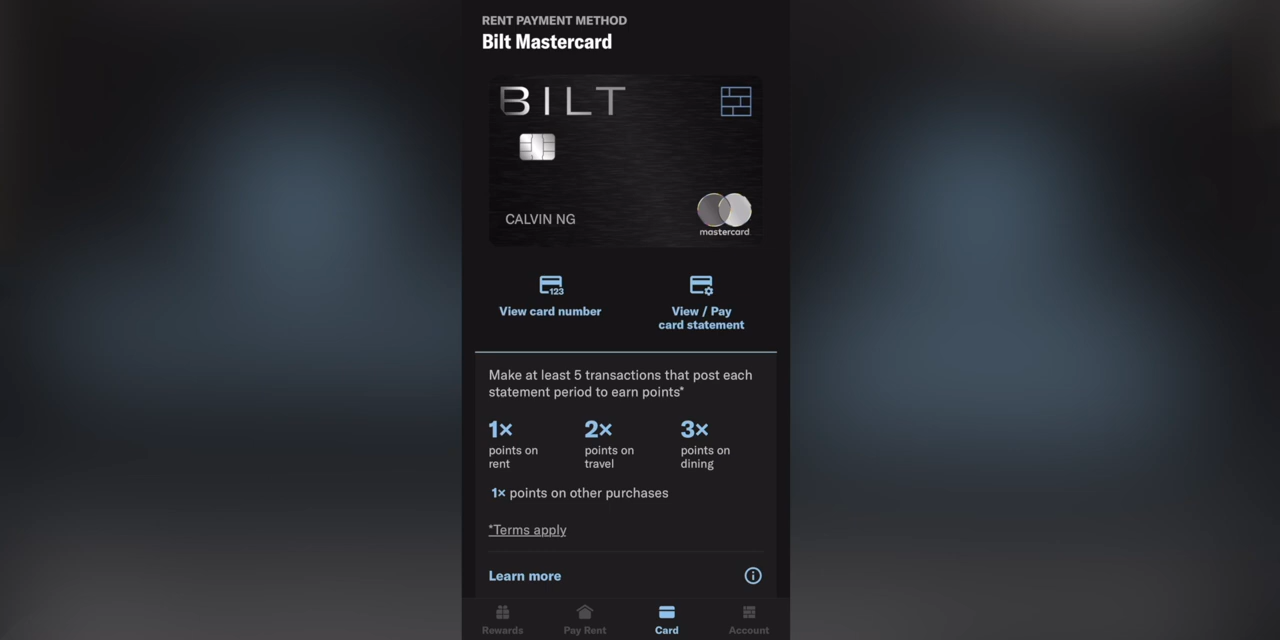 RENT PAYMENT METHOD
Bilt Mastercard
BILT
CALVIN NG
mastercard
123
View card number
View / Pay
card statement
Make at least 5 transactions that post each
statement period to earn points*
1× 2× 3×
points on points on points on
rent travel dining
1× points on other purchases
*Terms apply
Learn more
Rewards Pay Rent Card Account